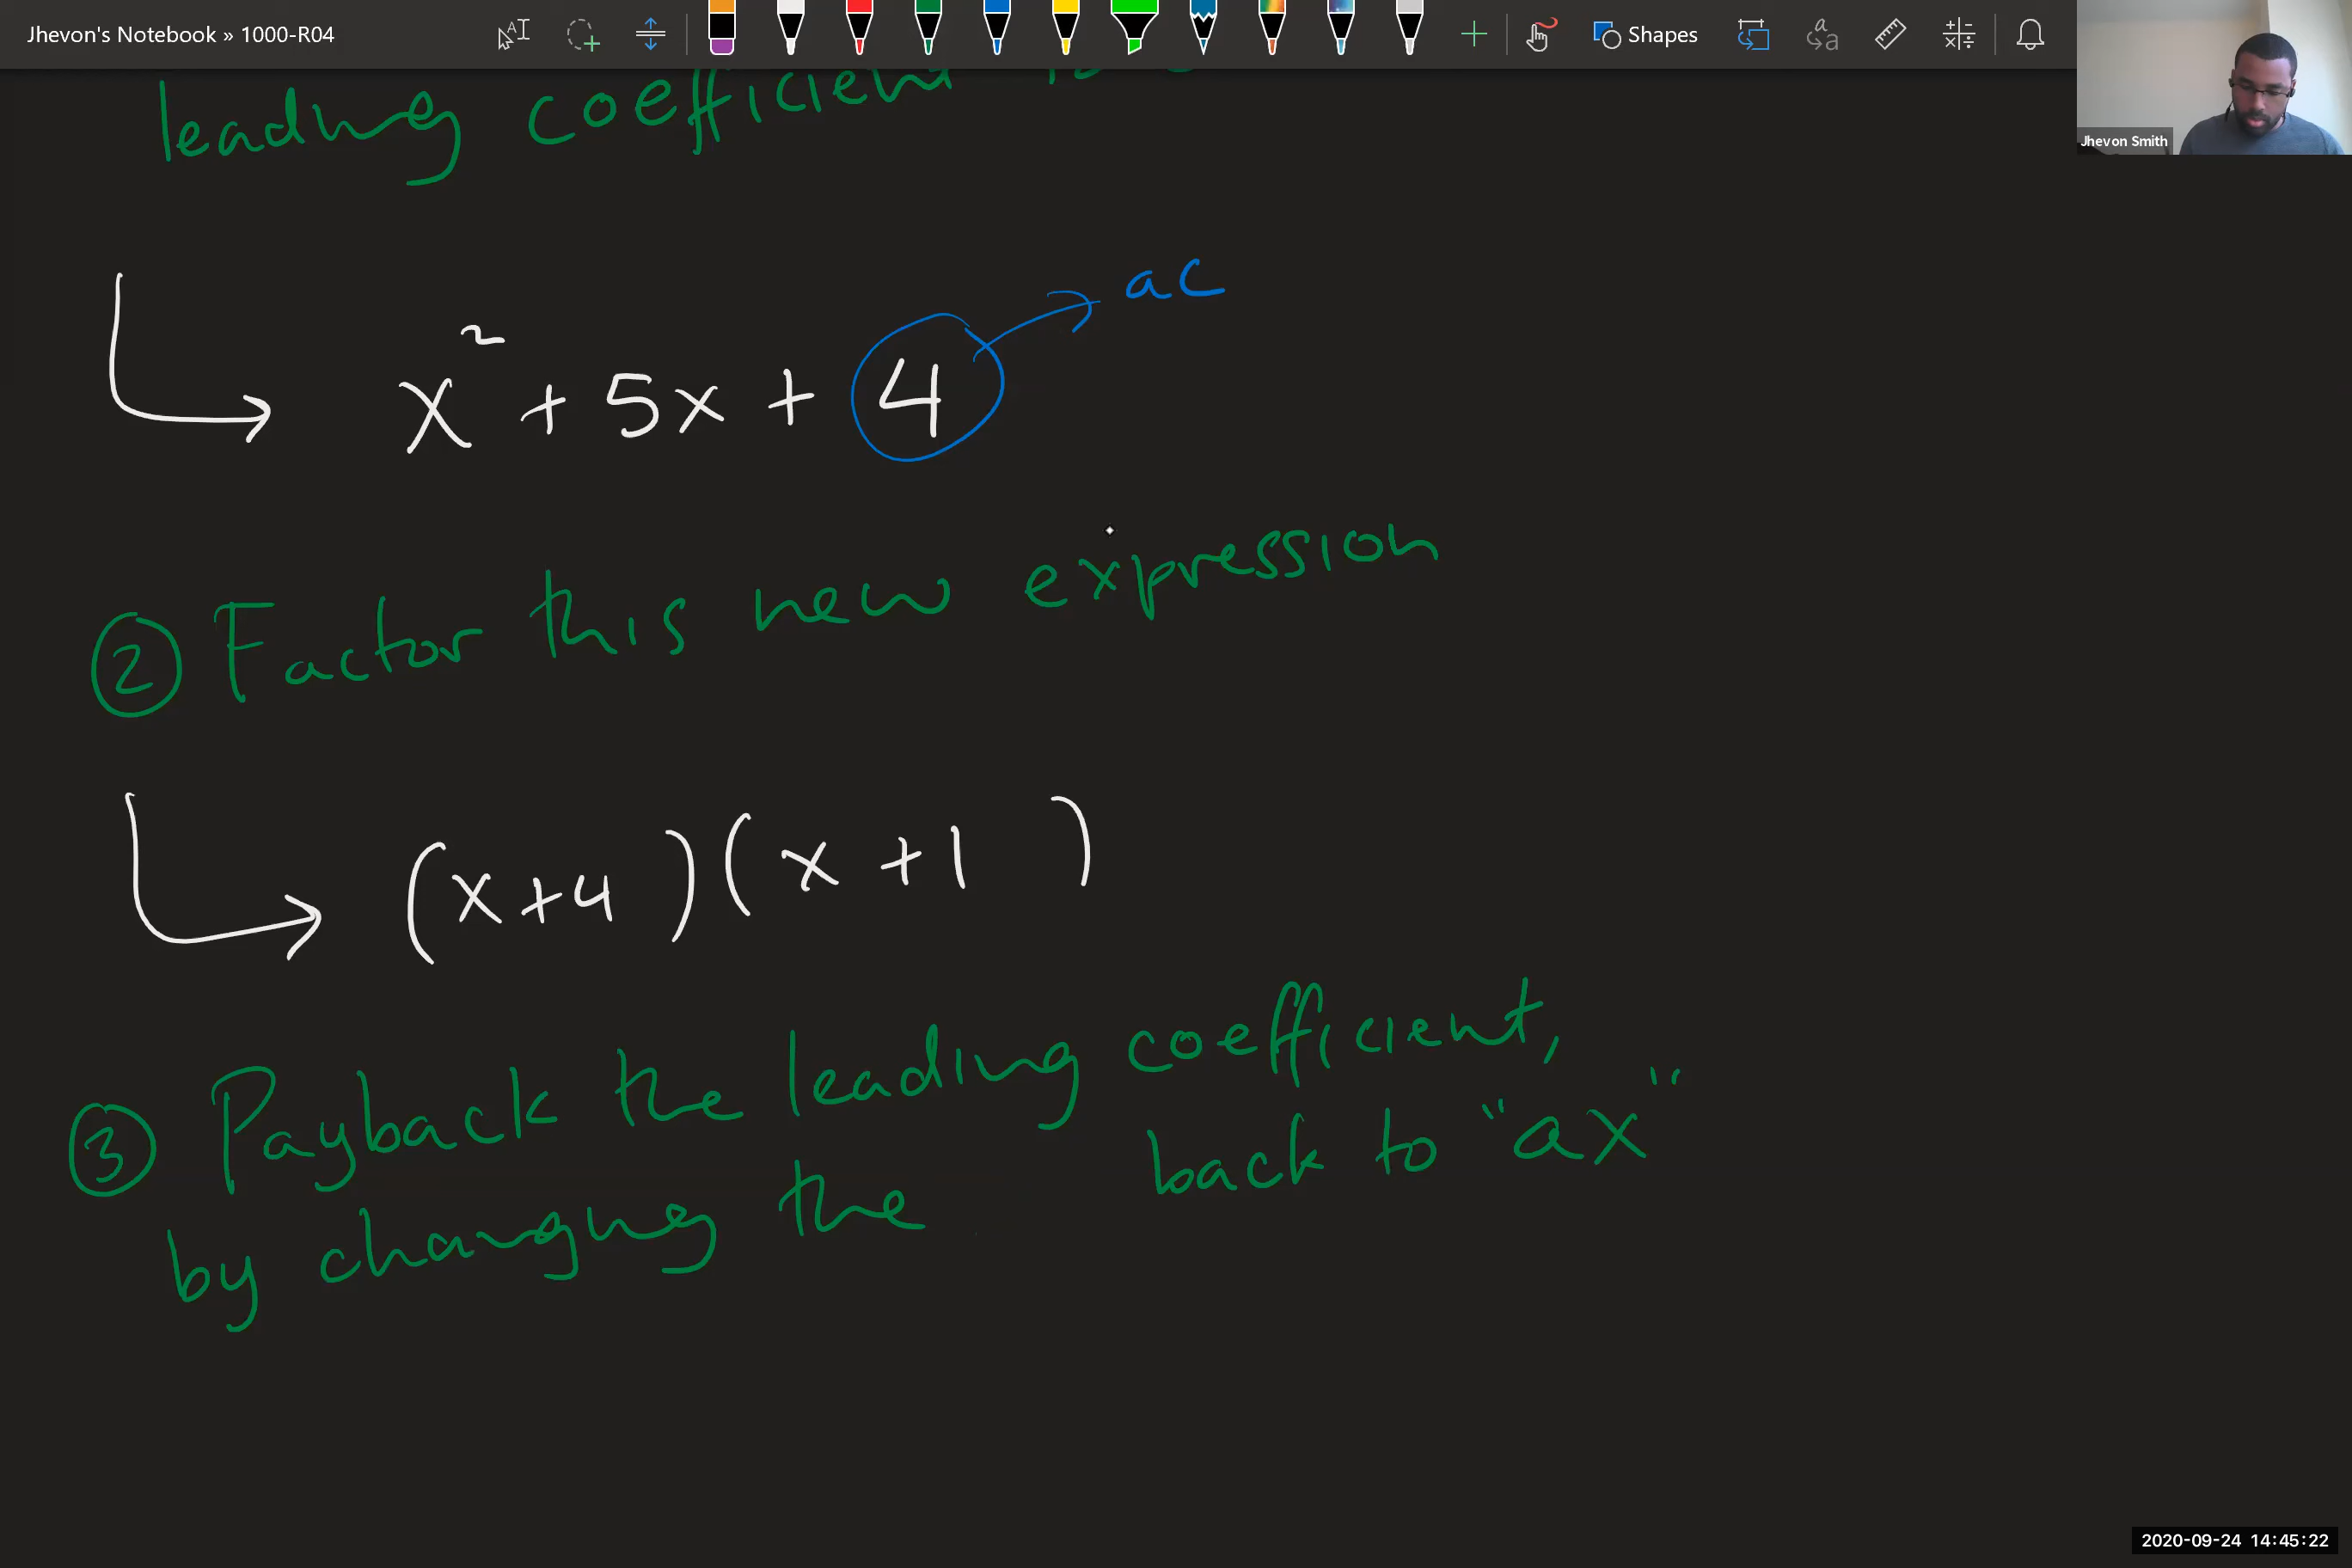 Jhevon's Notebook » 1000-R04
Shapes
Jhevon Smith
leading coefficient
ac
x² + 5x + 4
② Factor this new expression
(x+4)(x+1)
③ Payback the leading coefficient,
by changing the back to "ax"
2020-09-24 14:45:22